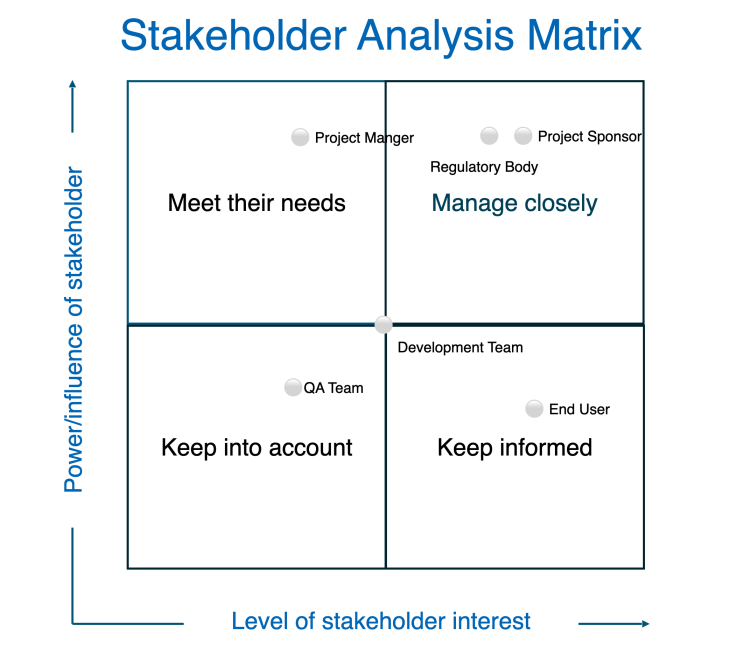 Stakeholder Analysis Matrix
Power/influence of stakeholder
Project Manger
Project Sponsor
Regulatory Body
Meet their needs
Manage closely
Development Team
QA Team
End User
Keep into account
Keep informed
Level of stakeholder interest